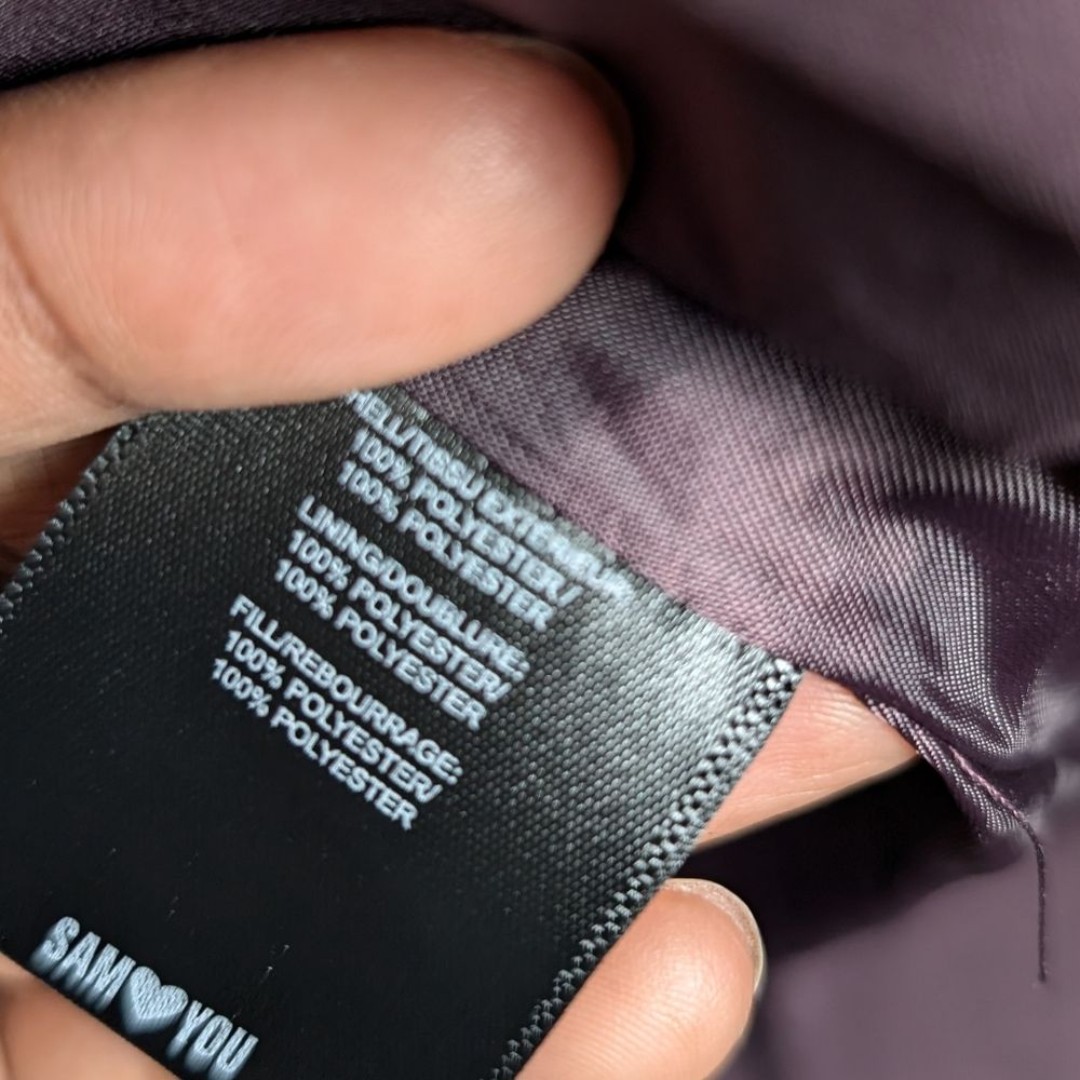 TISSU
100% POLYESTER/
100% POLYESTER
LINING/DOUBLURE:
100% POLYESTER/
100% POLYESTER
FILL/REBOURRAGE:
100% POLYESTER/
100% POLYESTER
SAM♥YOU